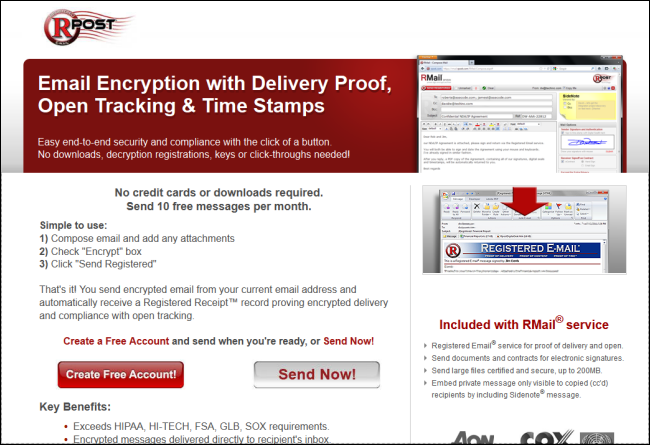 RPOST
Email Encryption with Delivery Proof,
Open Tracking & Time Stamps
Easy end-to-end security and compliance with the click of a button.
No downloads, decryption registrations, keys or click-throughs needed!
RMail
RPOST
No credit cards or downloads required.
Send 10 free messages per month.
Simple to use:
1) Compose email and add any attachments
2) Check "Encrypt" box
3) Click "Send Registered"
That's it! You send encrypted email from your current email address and
automatically receive a Registered Receipt™ record proving encrypted delivery
and compliance with open tracking.
Create a Free Account and send when you're ready, or Send Now!
Create Free Account!
Send Now!
Key Benefits:
• Exceeds HIPAA, HI-TECH, FSA, GLB, SOX requirements.
• Encrypted messages delivered directly to recipient's inbox.
REGISTERED E-MAIL®
Included with RMail® service
Registered Email® service for proof of delivery and open.
Send documents and contracts for electronic signatures.
Send large files certified and secure, up to 200MB.
Embed private message only visible to copied (cc'd)
recipients by including Sidenote® message.
AON
COX